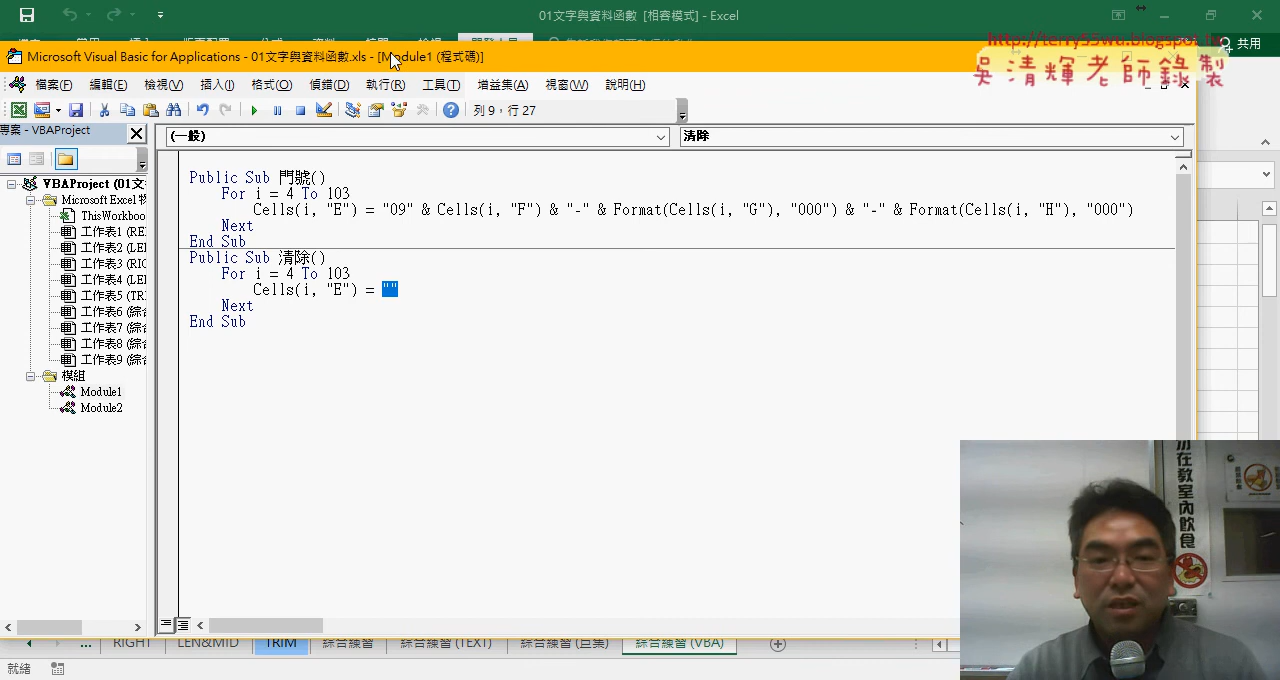 01文字與資料函數 [相容模式] - Excel
共用
http://terry55wu.blogspot.tw
吳清輝老師錄製
Microsoft Visual Basic for Applications - 01文字與資料函數.xls - [Module1 (程式碼)]
檔案(F) 編輯(E) 檢視(V) 插入(I) 格式(O) 偵錯(D) 執行(R) 工具(T) 增益集(A) 視窗(W) 說明(H)
列 9，行 27
專案 - VBAProject
(一般) 清除
VBAProject (01文
Microsoft Excel 物
ThisWorkboo
工作表1 (RE
工作表2 (LE
工作表3 (RIG
工作表4 (LE
工作表5 (TR
工作表6 (綜合
工作表7 (綜合
工作表8 (綜合
工作表9 (綜合
模組
Module1
Module2
Public Sub 門號()
For i = 4 To 103
Cells(i, "E") = "09" & Cells(i, "F") & "-" & Format(Cells(i, "G"), "000") & "-" & Format(Cells(i, "H"), "000")
Next
End Sub
Public Sub 清除()
For i = 4 To 103
Cells(i, "E") = ""
Next
End Sub
... RIGHT LEN&MID TRIM 綜合練習 綜合練習 (TEXT) 綜合練習 (巨集) 綜合練習 (VBA)
就緒
在教室內飲食